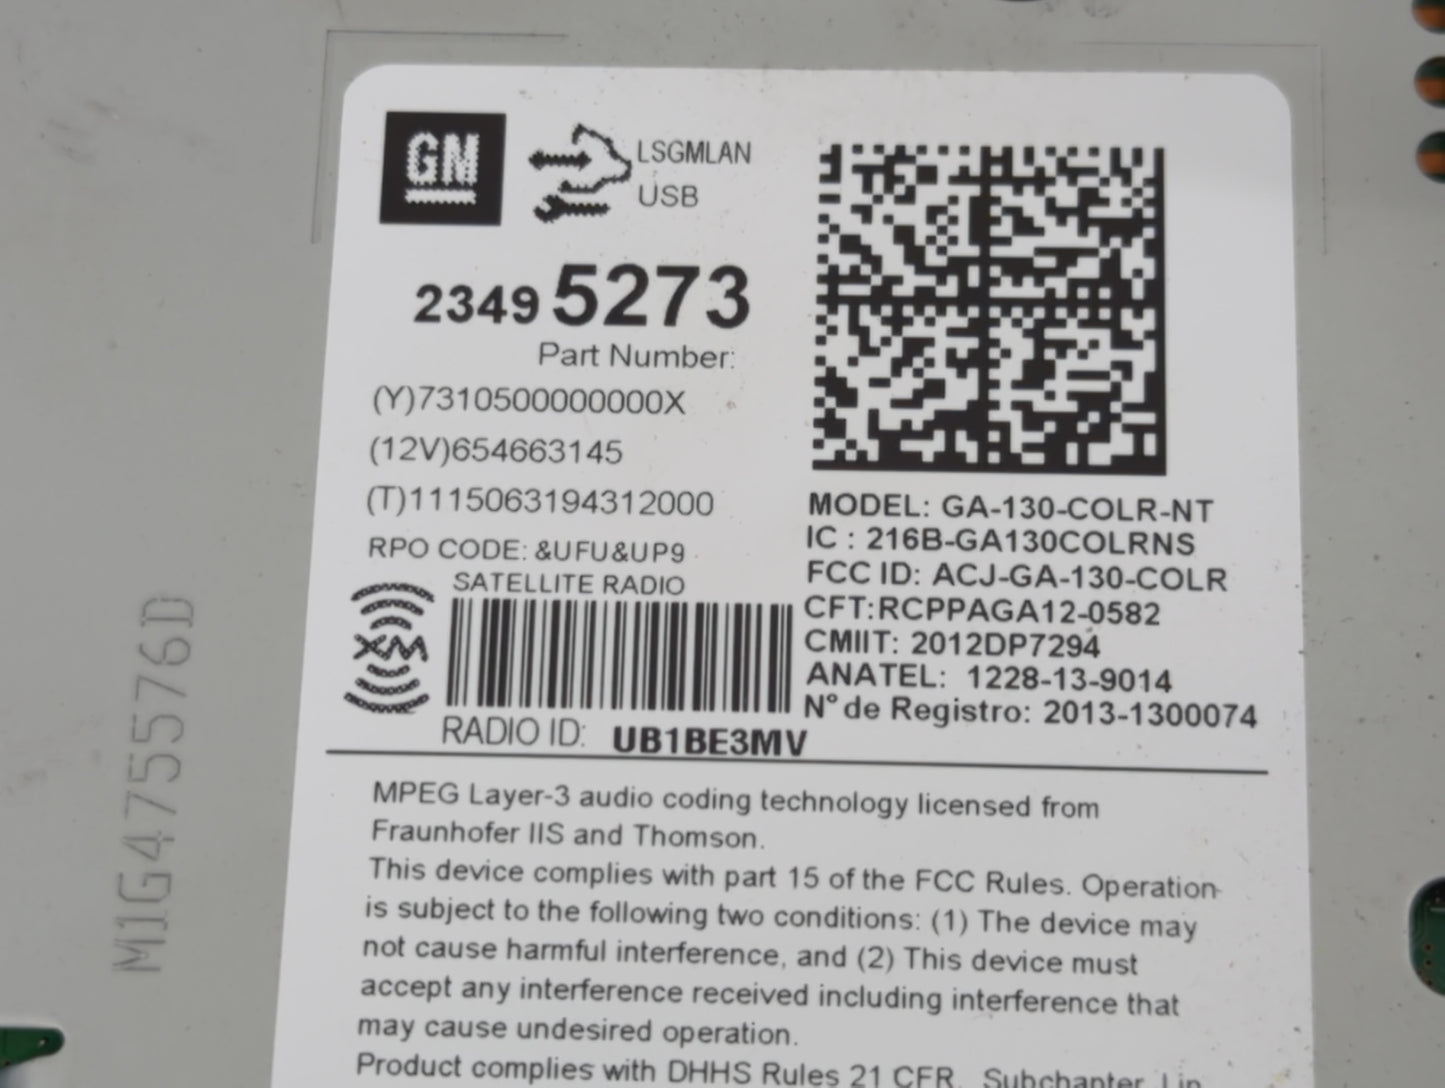 GM
LSGMLAN
USB
23495273
Part Number:
(Y)7310500000000X
(12V)654663145
(T)1115063194312000
RPO CODE: &UFU&UP9
SATELLITE RADIO
XM
RADIO ID: UB1BE3MV
MODEL: GA-130-COLR-NT
IC : 216B-GA130COLRNS
FCC ID: ACJ-GA-130-COLR
CFT:RCPPAGA12-0582
CMIIT: 2012DP7294
ANATEL: 1228-13-9014
N° de Registro: 2013-1300074
MPEG Layer-3 audio coding technology licensed from
Fraunhofer IIS and Thomson.
This device complies with part 15 of the FCC Rules. Operation
is subject to the following two conditions: (1) The device may
not cause harmful interference, and (2) This device must
accept any interference received including interference that
may cause undesired operation.
Product complies with DHHS Rules 21 CFR, Subchapter
M1G475576D